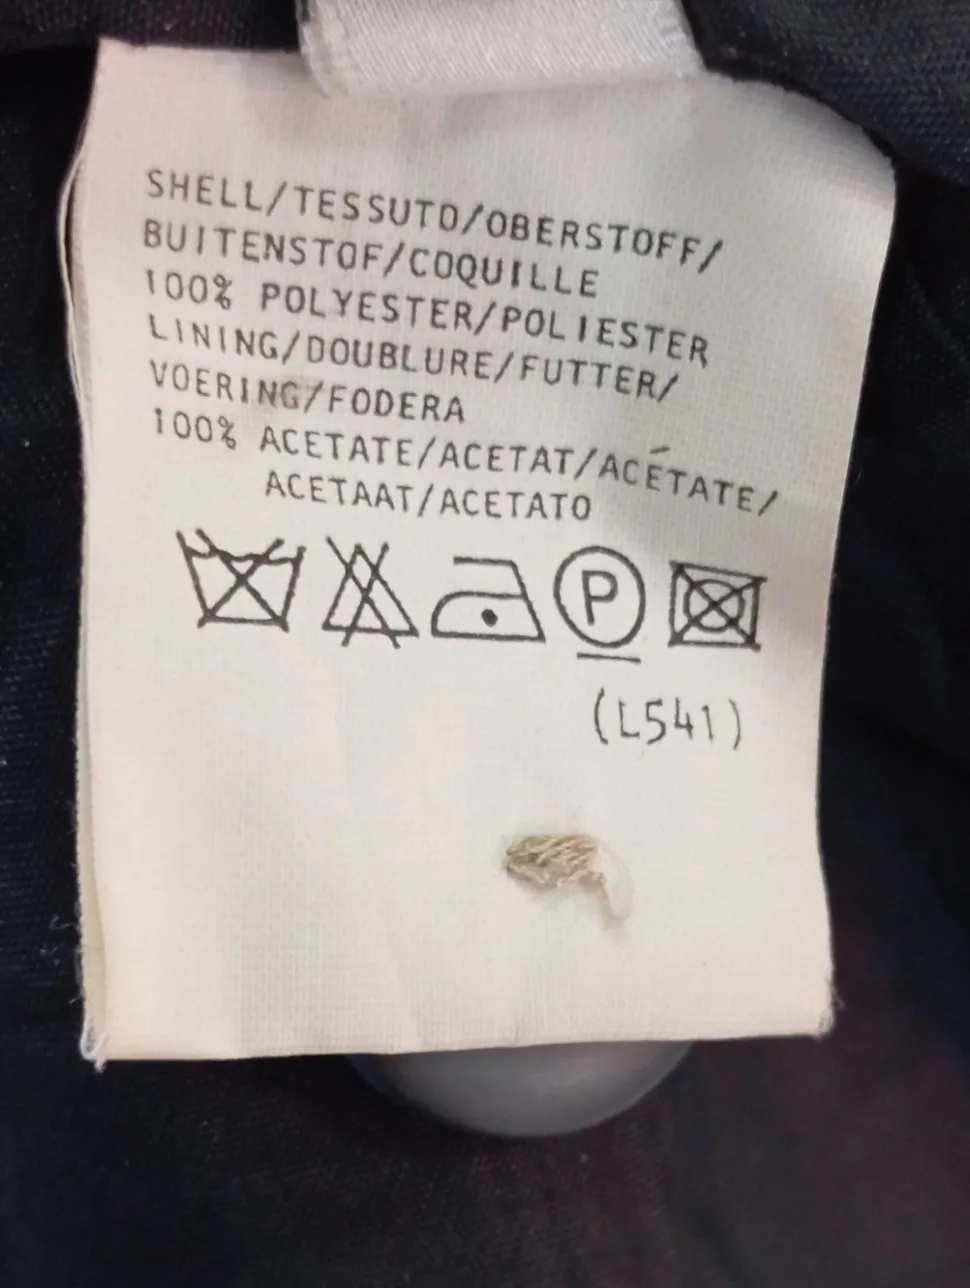 SHELL/TESSUTO/OBERSTOFF/
BUITENSTOF/COQUILLE
100% POLYESTER/POLIESTER
LINING/DOUBLURE/FUTTER/
VOERING/FODERA
100% ACETATE/ACETAT/ACÉTATE/
ACETAAT/ACETATO
P
(L541)